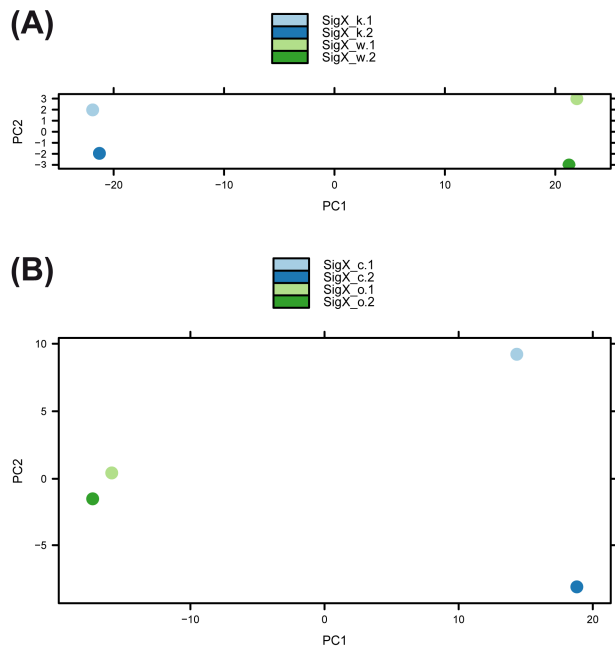 (A)
SigX_k.1
SigX_k.2
SigX_w.1
SigX_w.2
3
2
1
0
−1
−2
−3
PC2
−20 −10 0 10 20
PC1
(B)
SigX_c.1
SigX_c.2
SigX_o.1
SigX_o.2
10
5
0
−5
PC2
−10 0 10 20
PC1